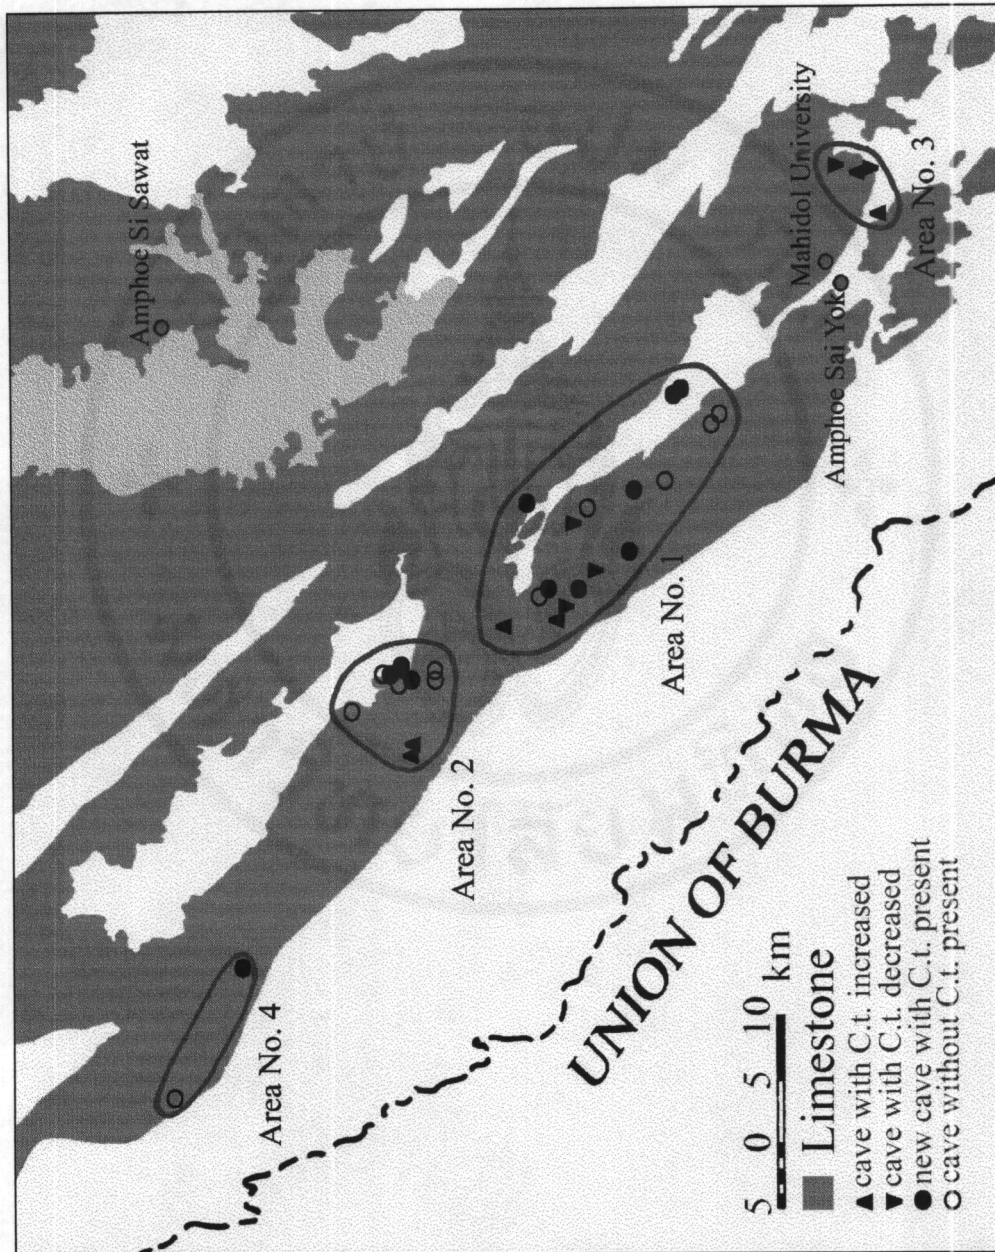 Amphoe Si Sawat
Mahidol University
Amphoe Sai Yok
Area No. 3
Area No. 1
Area No. 2
Area No. 4
UNION OF BURMA
5 0 5 10
km
Limestone
cave with C.t. increased
cave with C.t. decreased
new cave with C.t. present
cave without C.t. present